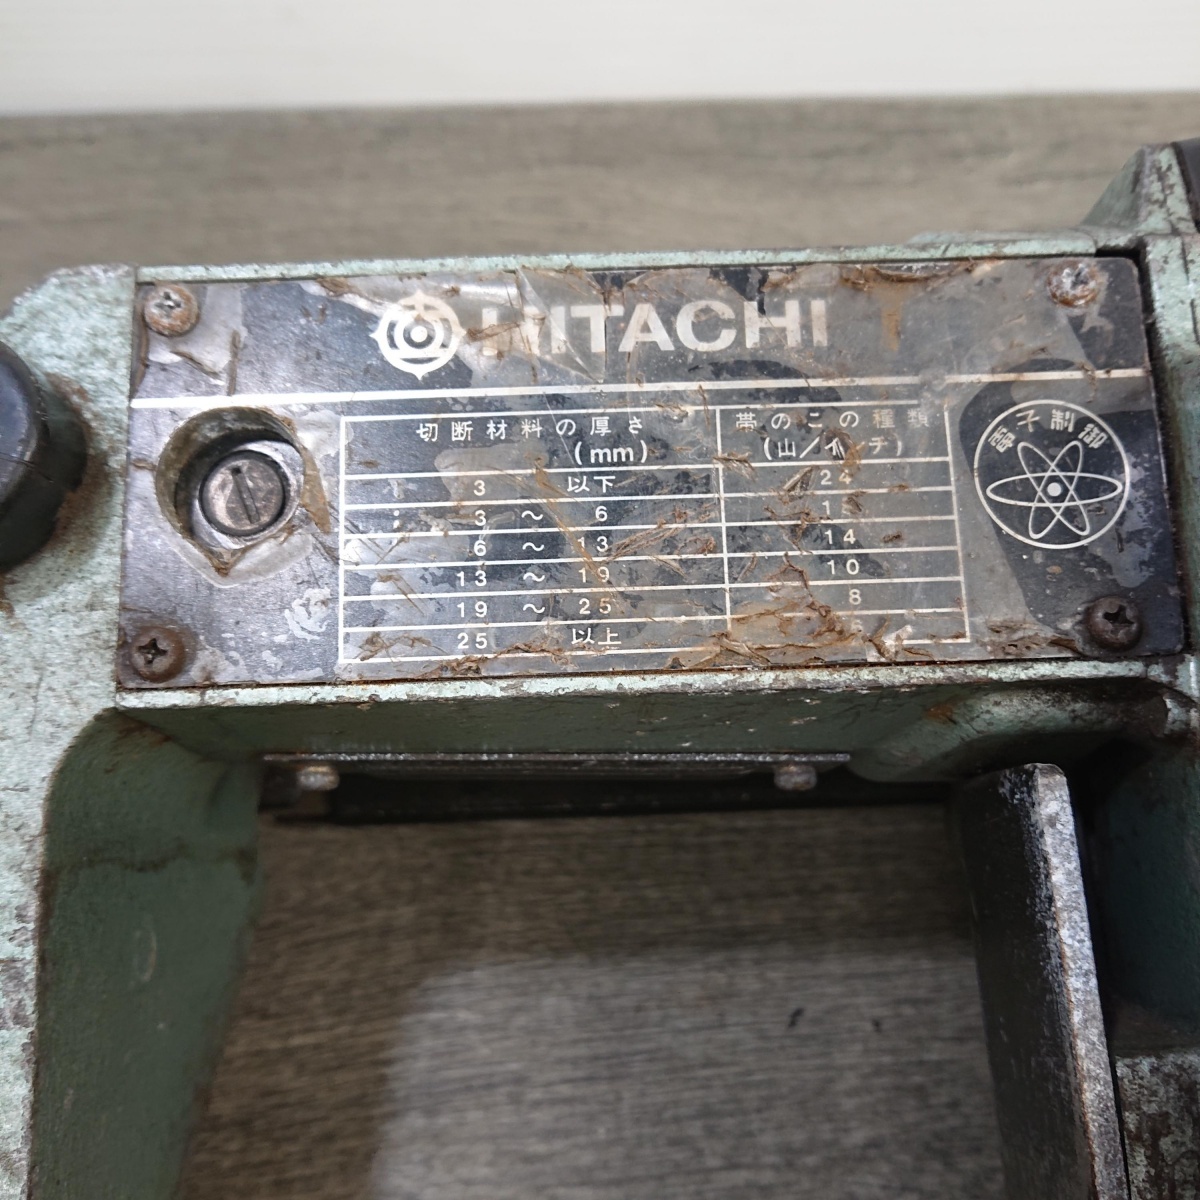 HITACHI
切断材料の厚さ
(mm)
帯のこの種類
(山/インチ)
3 以下 24
3 〜 6
6 〜 13 14
13 〜 19 10
19 〜 25 8
25 以上
電子制御